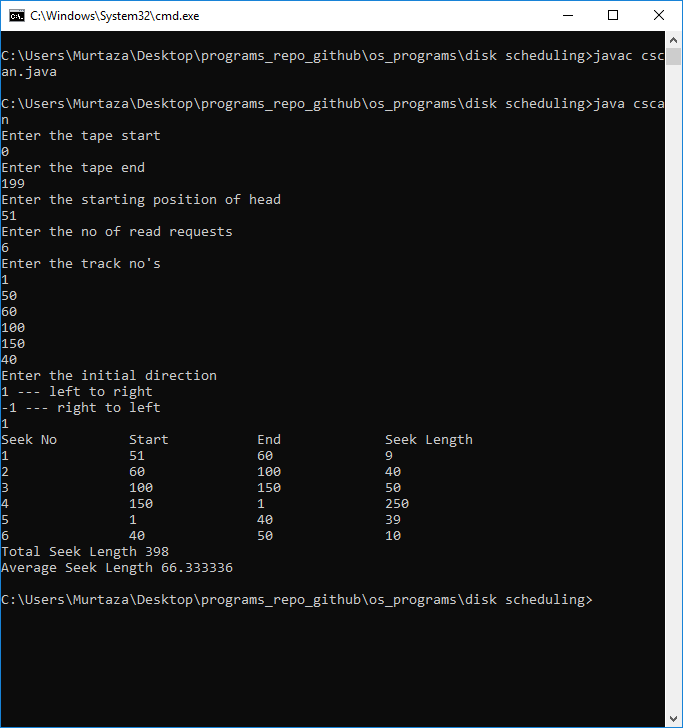 C:\Windows\System32\cmd.exe
C:\Users\Murtaza\Desktop\programs_repo_github\os_programs\disk scheduling>javac csc
an.java
C:\Users\Murtaza\Desktop\programs_repo_github\os_programs\disk scheduling>java csca
n
Enter the tape start
0
Enter the tape end
199
Enter the starting position of head
51
Enter the no of read requests
6
Enter the track no's
1
50
60
100
150
40
Enter the initial direction
1 --- left to right
-1 --- right to left
1
Seek No Start End Seek Length
1 51 60 9
2 60 100 40
3 100 150 50
4 150 1 250
5 1 40 39
6 40 50 10
Total Seek Length 398
Average Seek Length 66.333336
C:\Users\Murtaza\Desktop\programs_repo_github\os_programs\disk scheduling>